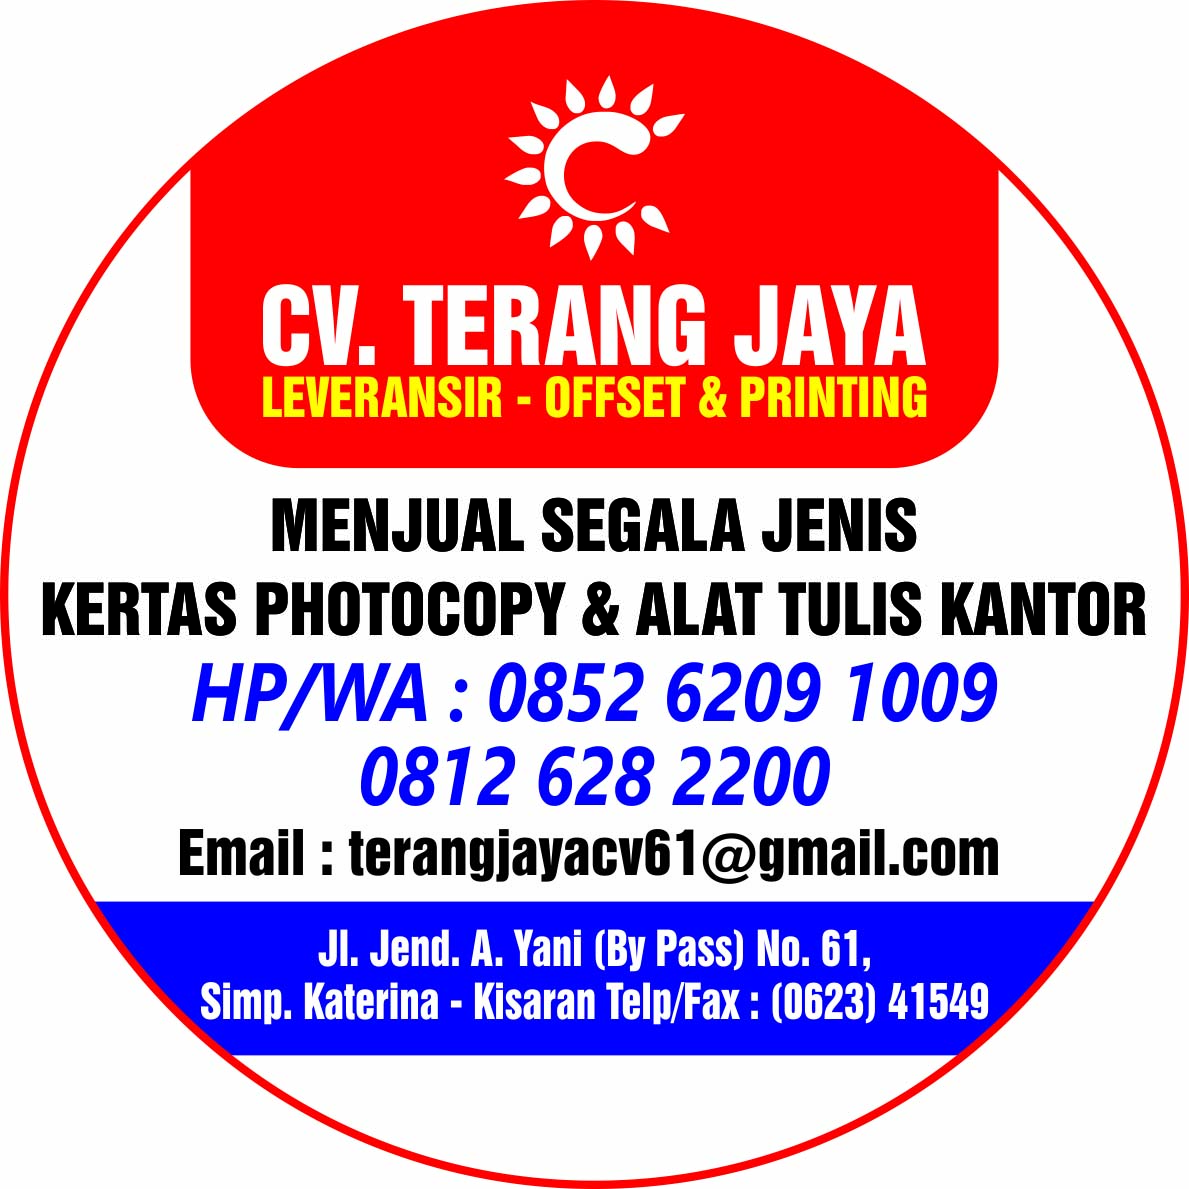 CV. TERANG JAYA
LEVERANSIR - OFFSET & PRINTING
MENJUAL SEGALA JENIS
KERTAS PHOTOCOPY & ALAT TULIS KANTOR
HP/WA : 0852 6209 1009
0812 628 2200
Email : terangjayacv61@gmail.com
Jl. Jend. A. Yani (By Pass) No. 61,
Simp. Katerina - Kisaran Telp/Fax : (0623) 41549